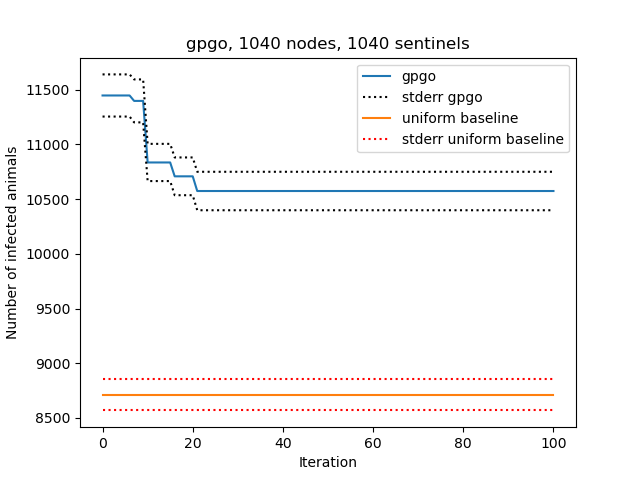 gpgo, 1040 nodes, 1040 sentinels
gpgo
stderr gpgo
uniform baseline
stderr uniform baseline
Number of infected animals
11500
11000
10500
10000
9500
9000
8500
0 20 40 60 80 100
Iteration